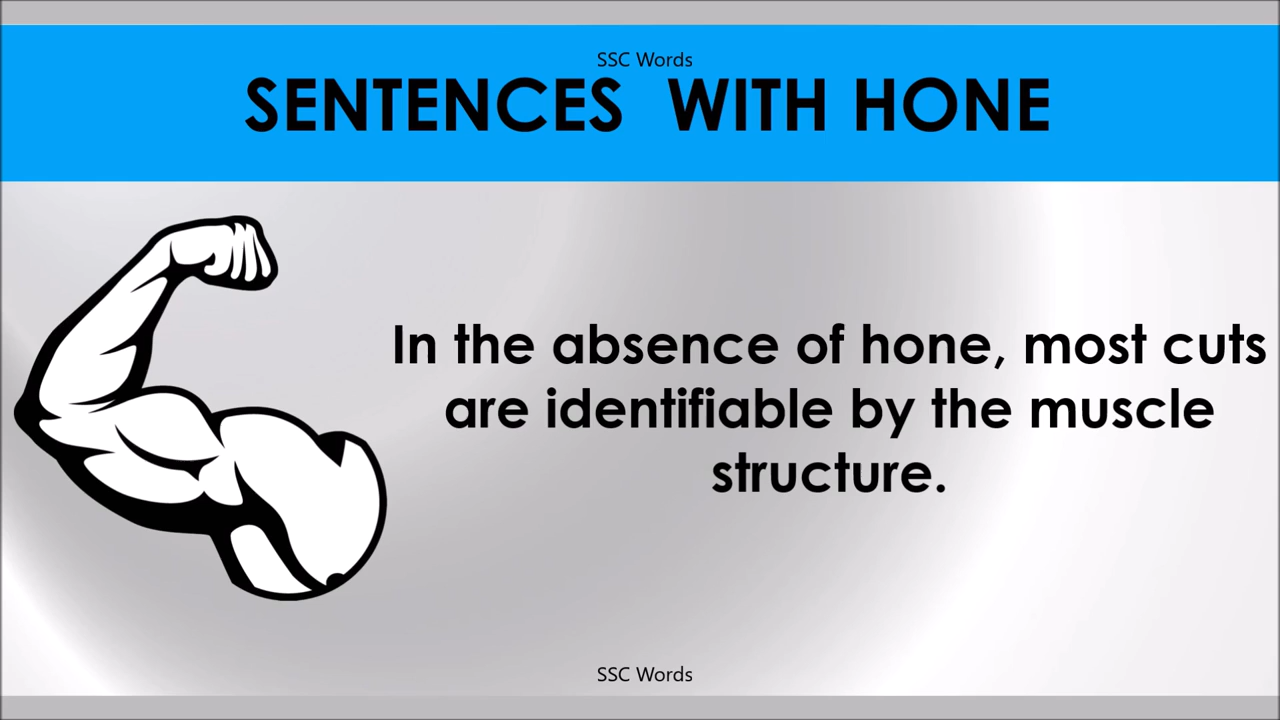 SSC Words
SENTENCES WITH HONE
In the absence of hone, most cuts
are identifiable by the muscle
structure.
SSC Words